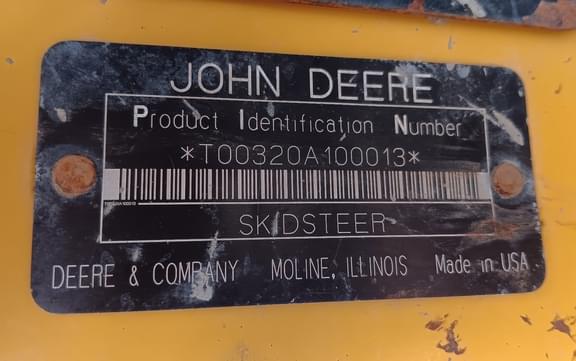 JOHN DEERE
Product Identification Number
*T00320A100013*
SKIDSTEER
DEERE & COMPANY MOLINE, ILLINOIS Made in USA